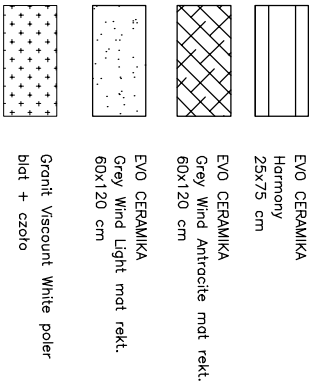 EVO CERAMIKA
Harmony
25x75 cm
EVO CERAMIKA
Grey Wind Antracite mat rekt.
60x120 cm
EVO CERAMIKA
Grey Wind Light mat rekt.
60x120 cm
Granit Viscount White poler
blat + czoło